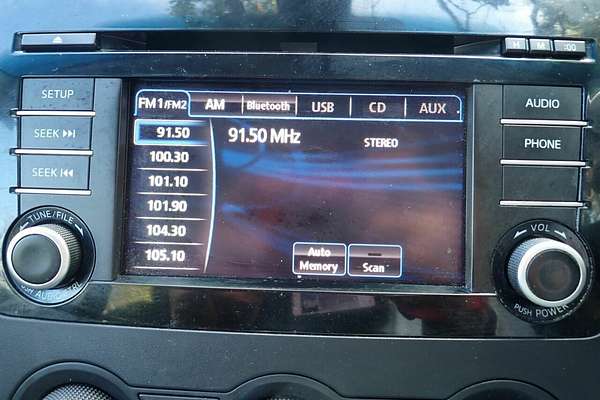 H M :00
SETUP
SEEK
SEEK
TUNE/FILE
FM1/FM2 AM Bluetooth USB CD AUX
91.50
100.30
101.10
101.90
104.30
105.10
91.50 MHz
STEREO
Auto
Memory
Scan
AUDIO
PHONE
VOL
PUSH POWER